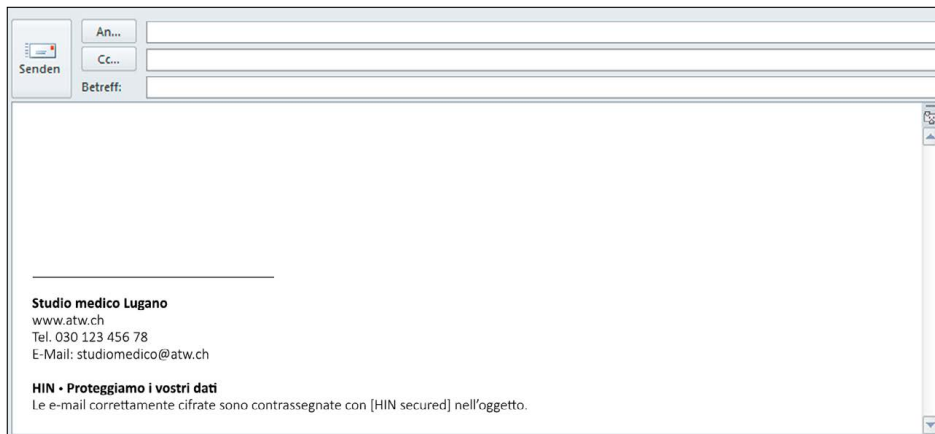 An...
Senden
Cc...
Betreff:
Studio medico Lugano
www.atw.ch
Tel. 030 123 456 78
E-Mail: studiomedico@atw.ch
HIN • Proteggiamo i vostri dati
Le e-mail correttamente cifrate sono contrassegnate con [HIN secured] nell’oggetto.